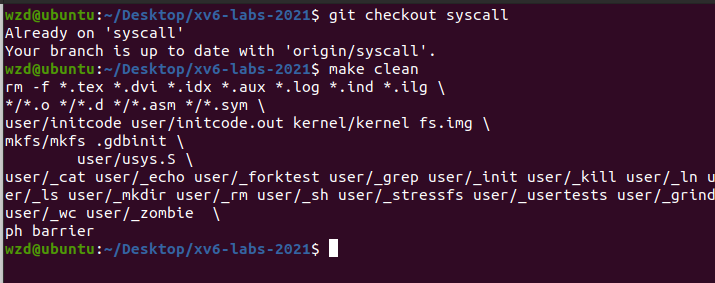 wzd@ubuntu:~/Desktop/xv6-labs-2021$ git checkout syscall
Already on 'syscall'
Your branch is up to date with 'origin/syscall'.
wzd@ubuntu:~/Desktop/xv6-labs-2021$ make clean
rm -f *.tex *.dvi *.idx *.aux *.log *.ind *.ilg \
*/*.o */*.d */*.asm */*.sym \
user/initcode user/initcode.out kernel/kernel fs.img \
mkfs/mkfs .gdbinit \
        user/usys.S \
user/_cat user/_echo user/_forktest user/_grep user/_init user/_kill user/_ln u
er/_ls user/_mkdir user/_rm user/_sh user/_stressfs user/_usertests user/_grind
user/_wc user/_zombie  \
ph barrier
wzd@ubuntu:~/Desktop/xv6-labs-2021$